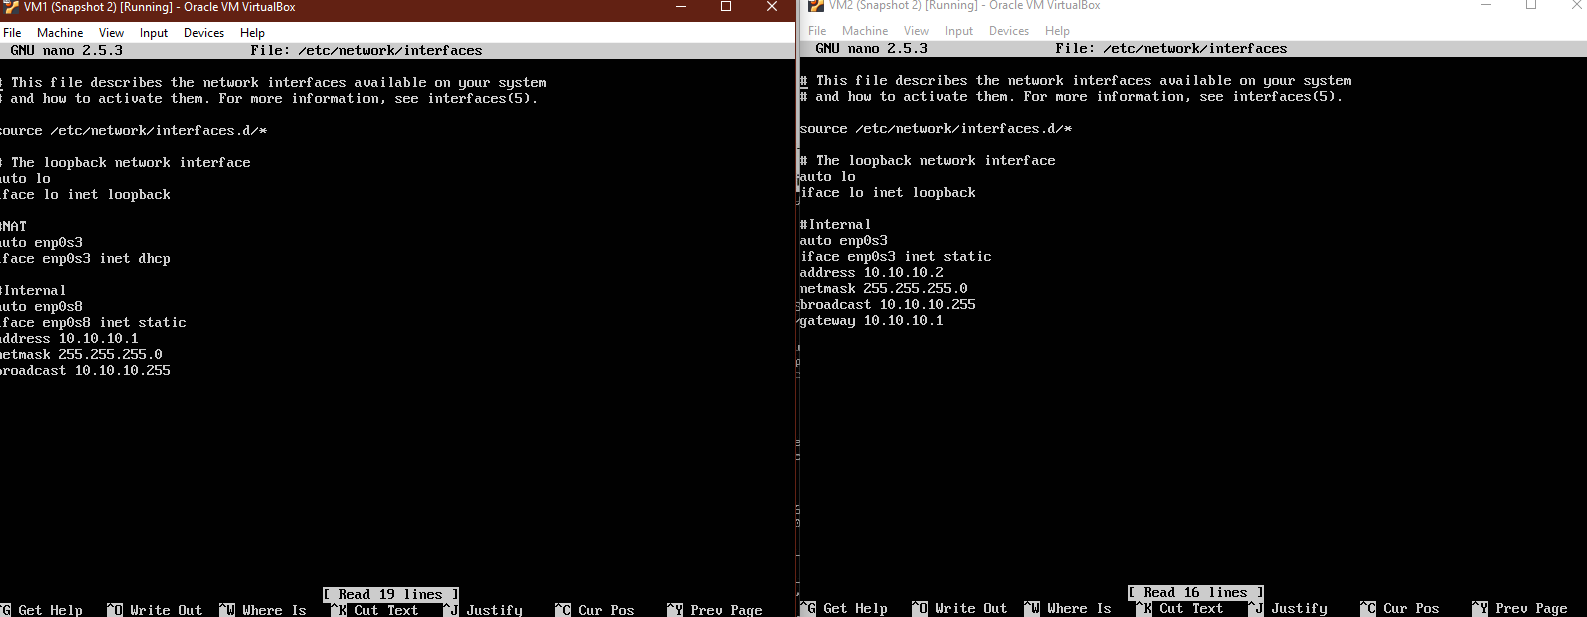 VM1 (Snapshot 2) [Running] - Oracle VM VirtualBox
File Machine View Input Devices Help
GNU nano 2.5.3 File: /etc/network/interfaces
# This file describes the network interfaces available on your system
# and how to activate them. For more information, see interfaces(5).
source /etc/network/interfaces.d/*
# The loopback network interface
auto lo
iface lo inet loopback
#NAT
auto enp0s3
iface enp0s3 inet dhcp
#Internal
auto enp0s8
iface enp0s8 inet static
address 10.10.10.1
netmask 255.255.255.0
broadcast 10.10.10.255
[ Read 19 lines ]
^G Get Help ^O Write Out ^W Where Is ^K Cut Text ^J Justify ^C Cur Pos ^Y Prev Page
VM2 (Snapshot 2) [Running] - Oracle VM VirtualBox
File Machine View Input Devices Help
GNU nano 2.5.3 File: /etc/network/interfaces
# This file describes the network interfaces available on your system
# and how to activate them. For more information, see interfaces(5).
source /etc/network/interfaces.d/*
# The loopback network interface
auto lo
iface lo inet loopback
#Internal
auto enp0s3
iface enp0s3 inet static
address 10.10.10.2
netmask 255.255.255.0
broadcast 10.10.10.255
gateway 10.10.10.1
[ Read 16 lines ]
^G Get Help ^O Write Out ^W Where Is ^K Cut Text ^J Justify ^C Cur Pos ^Y Prev Page